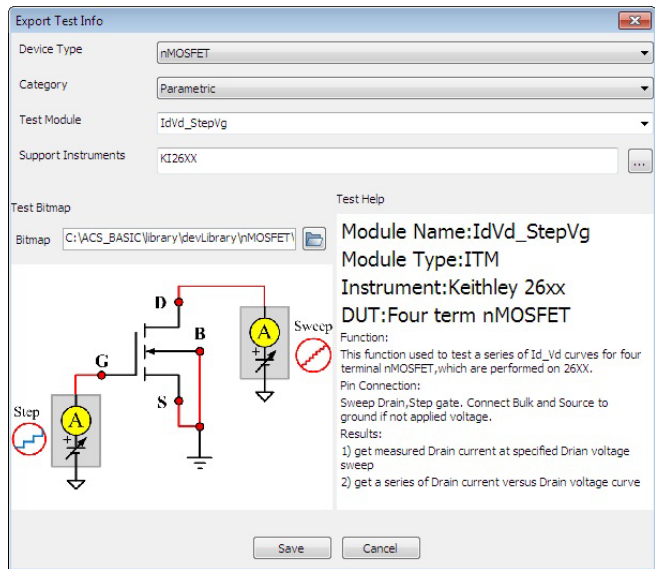 Export Test Info
Device Type
nMOSFET
Category
Parametric
Test Module
IdVd_StepVg
Support Instruments
KI26XX
...
Test Bitmap
Bitmap
C:\ACS_BASIC\library\devLibrary\nMOSFET\
D
B
G
S
A
Sweep
Step
A
Test Help
Module Name:IdVd_StepVg
Module Type:ITM
Instrument:Keithley 26xx
DUT:Four term nMOSFET
Function:
This function used to test a series of Id_Vd curves for four
terminal nMOSFET,which are performed on 26XX.
Pin Connection:
Sweep Drain,Step gate. Connect Bulk and Source to
ground if not applied voltage.
Results:
1) get measured Drain current at specified Drian voltage
sweep
2) get a series of Drain current versus Drain voltage curve
Save
Cancel